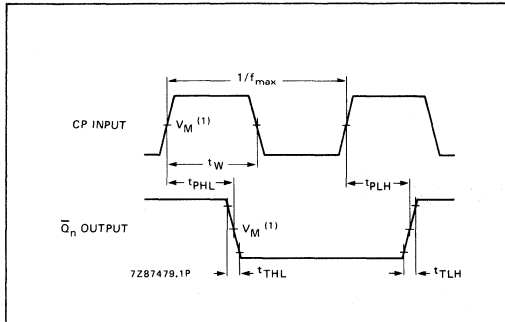 1/fmax
CP INPUT
VM (1)
tW
tPHL
tPLH
Q̅n OUTPUT
VM (1)
7Z87479.1P
tTHL
tTLH